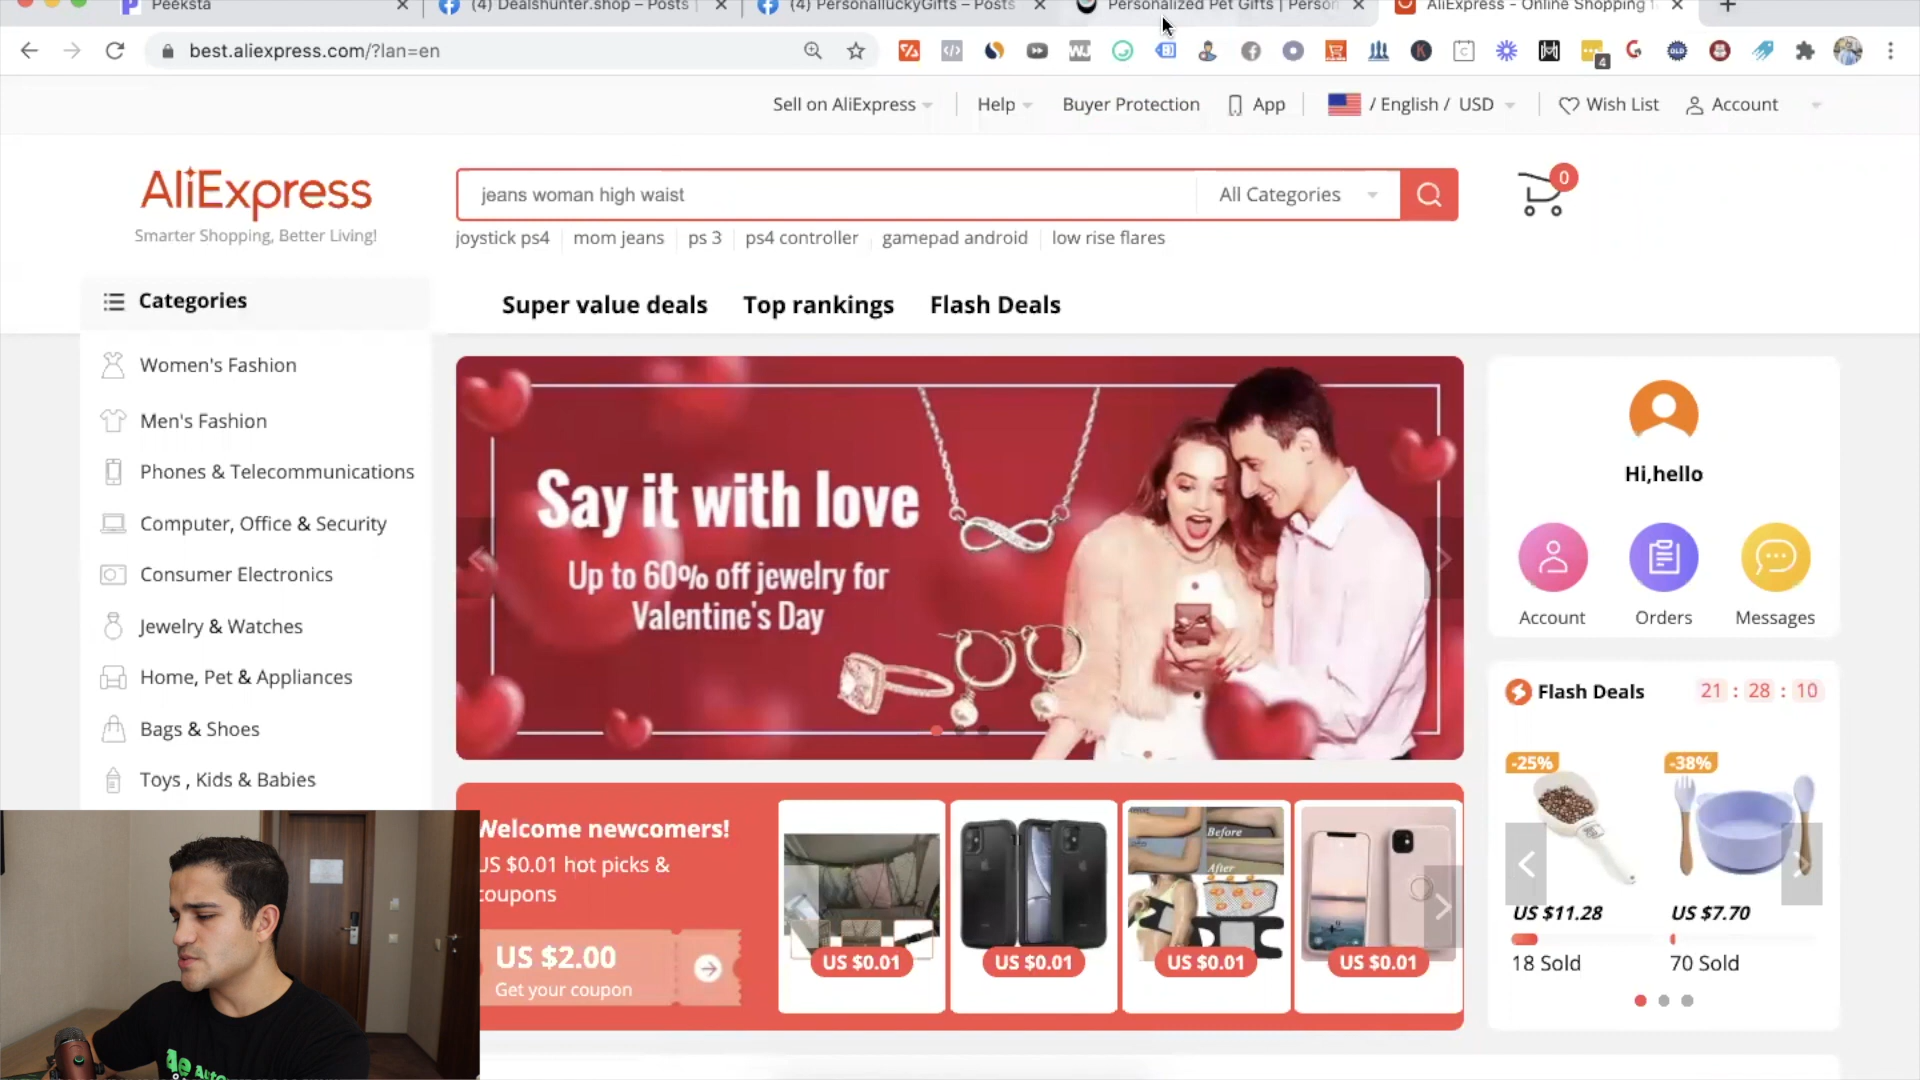 Peeksta
(4) Dealshunter.shop – Posts
(4) PersonalluckyGifts – Posts
Personalized Pet Gifts | Person
AliExpress - Online Shopping f
best.aliexpress.com/?lan=en
4
Sell on AliExpress
Help
Buyer Protection
App
/ English / USD
Wish List
Account
AliExpress
Smarter Shopping, Better Living!
jeans woman high waist
All Categories
0
joystick ps4
mom jeans
ps 3
ps4 controller
gamepad android
low rise flares
Categories
Super value deals
Top rankings
Flash Deals
Women's Fashion
Men's Fashion
Phones & Telecommunications
Computer, Office & Security
Consumer Electronics
Jewelry & Watches
Home, Pet & Appliances
Bags & Shoes
Toys , Kids & Babies
Say it with love
Up to 60% off jewelry for
Valentine's Day
Hi,hello
Account
Orders
Messages
Flash Deals
21 : 28 : 10
-25%
-38%
US $11.28
US $7.70
18 Sold
70 Sold
Welcome newcomers!
US $0.01 hot picks &
coupons
US $2.00
Get your coupon
Before
After
US $0.01
US $0.01
US $0.01
US $0.01